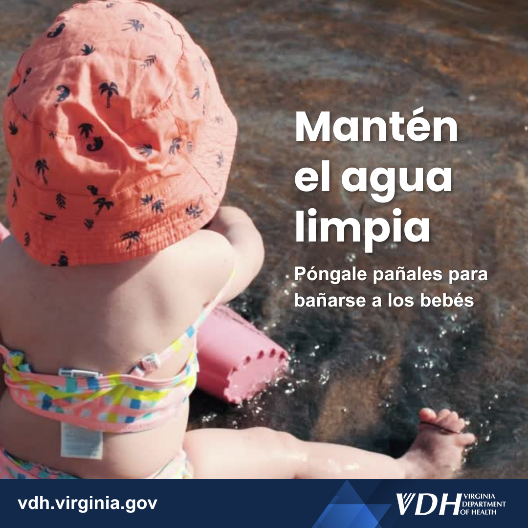 Mantén
el agua
limpia
Póngale pañales para
bañarse a los bebés
vdh.virginia.gov
VDH VIRGINIA
DEPARTMENT
OF HEALTH